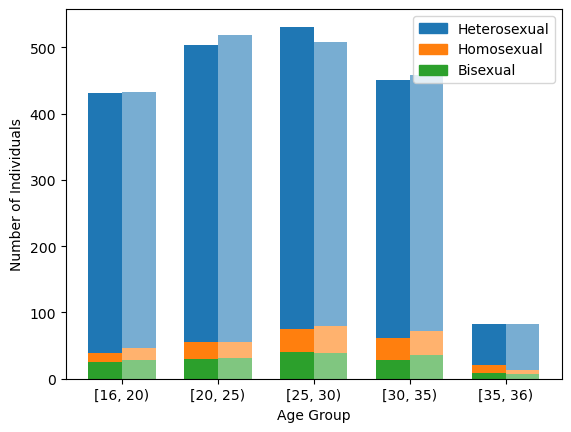 Heterosexual
Homosexual
Bisexual
500
400
300
200
100
0
Number of Individuals
[16, 20)
[20, 25)
[25, 30)
[30, 35)
[35, 36)
Age Group